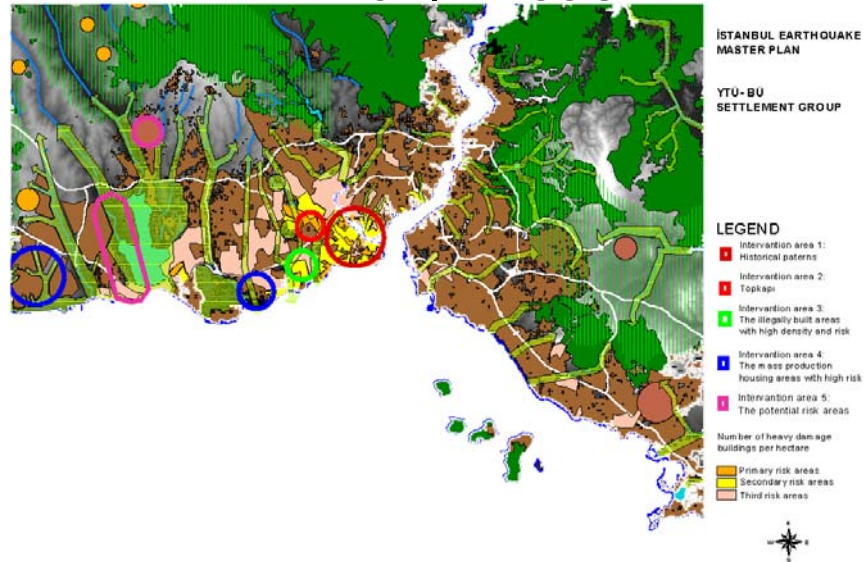 İSTANBUL EARTHQUAKE
MASTER PLAN
YTÜ- BÜ
SETTLEMENT GROUP
LEGEND
Intervantion area 1:
Historical paterns
Intervantion area 2:
Topkapı
Intervantion area 3:
The illegally built areas
with high density and risk
Intervantion area 4:
The mass production
housing areas with high risk
Intervantion area 5:
The potential risk areas
Number of heavy damage
buildings per hectare
Primary risk areas
Secondary risk areas
Third risk areas